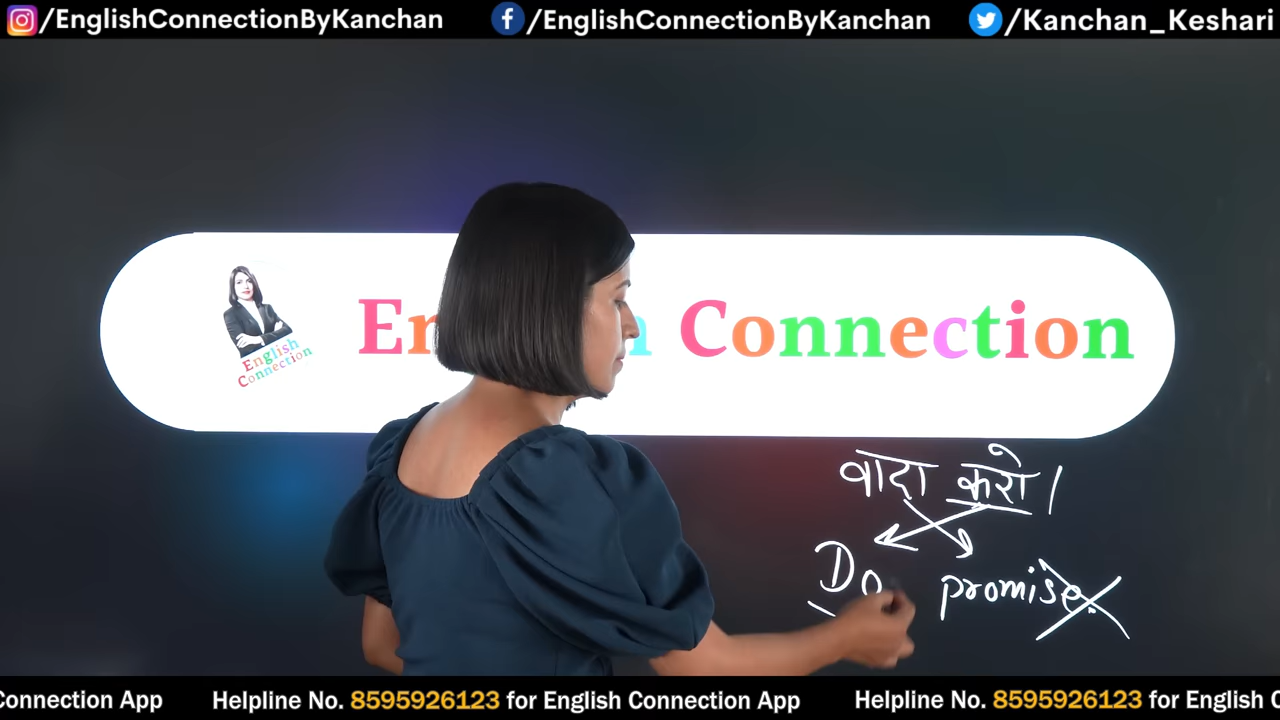 /EnglishConnectionByKanchan /EnglishConnectionByKanchan /Kanchan_Keshari
English Connection
Connection
वादा करो।
Do promise
Connection App Helpline No. 8595926123 for English Connection App Helpline No. 8595926123 for English